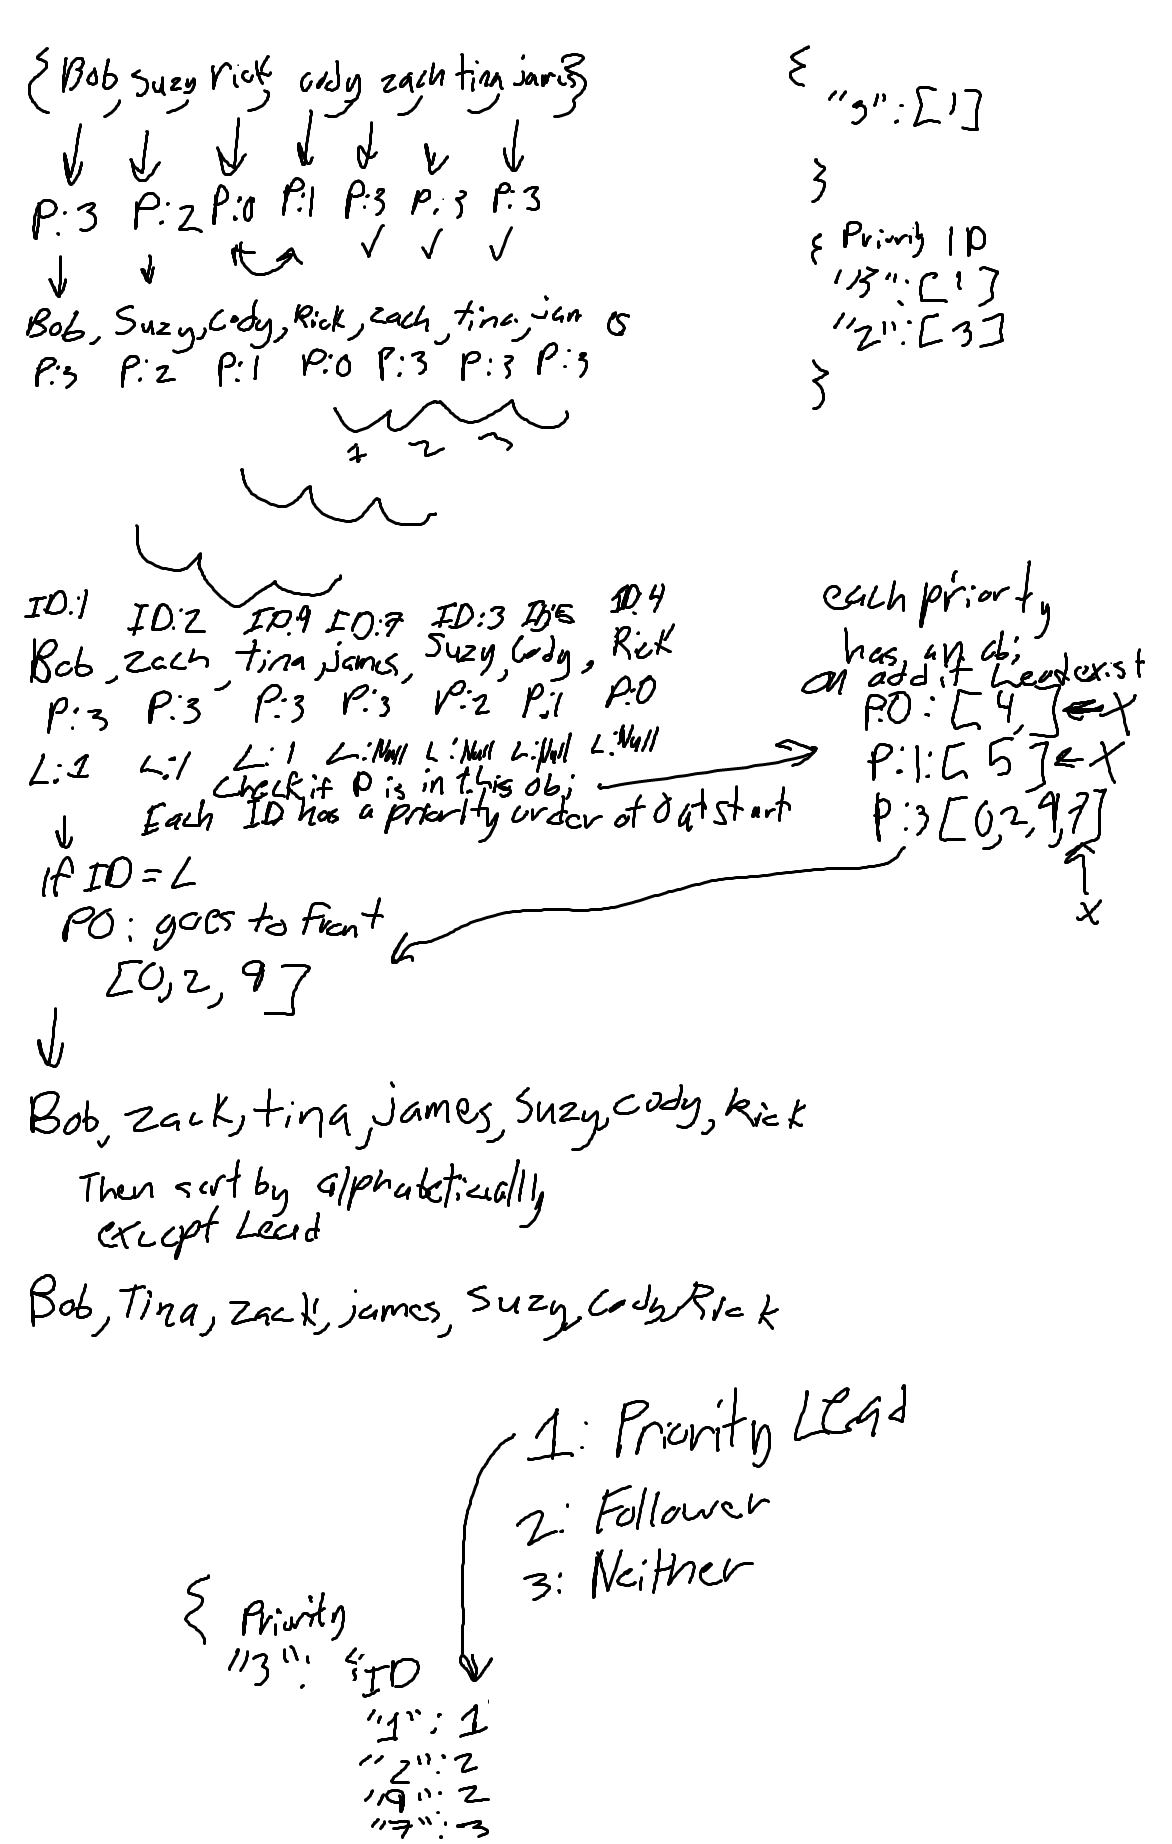 {Bob, Suzy, rick, cody, zach, tina, james}
P:3 P:2 P:0 P:1 P:3 P:3 P:3
Bob, Suzy, Cody, Rick, zach, tina, james
P:3 P:2 P:1 P:0 P:3 P:3 P:3
1 2 3
{
"3":[1]
}
{ Priority ID
"3":[1]
"2":[3]
}
ID:1 ID:2 ID:9 ID:7 ID:3 ID:5 ID:4
Bob, zach, tina, james, Suzy, Cody, Rick
P:3 P:3 P:3 P:3 P:2 P:1 P:0
L:1 L:1 L:1 L:Null L:Null L:Null L:Null
check if P is in this obj
Each ID has a priority order of 0 at start
each priority
has an obj
on add if Lead exist
P:0:[4,] X
P:1:[5] X
P:3[0,2,9,7]
X
if ID = L
PO: goes to front
[0,2,9]
Bob, zack, tina, james, Suzy, Cody, Rick
Then sort by alphabetically
except Lead
Bob, Tina, zack, james, Suzy, Cody, Rick
1: Priority Lead
2: Follower
3: Neither
{ Priority
"3": {ID
"1": 1
"2": 2
"9": 2
"7": 3